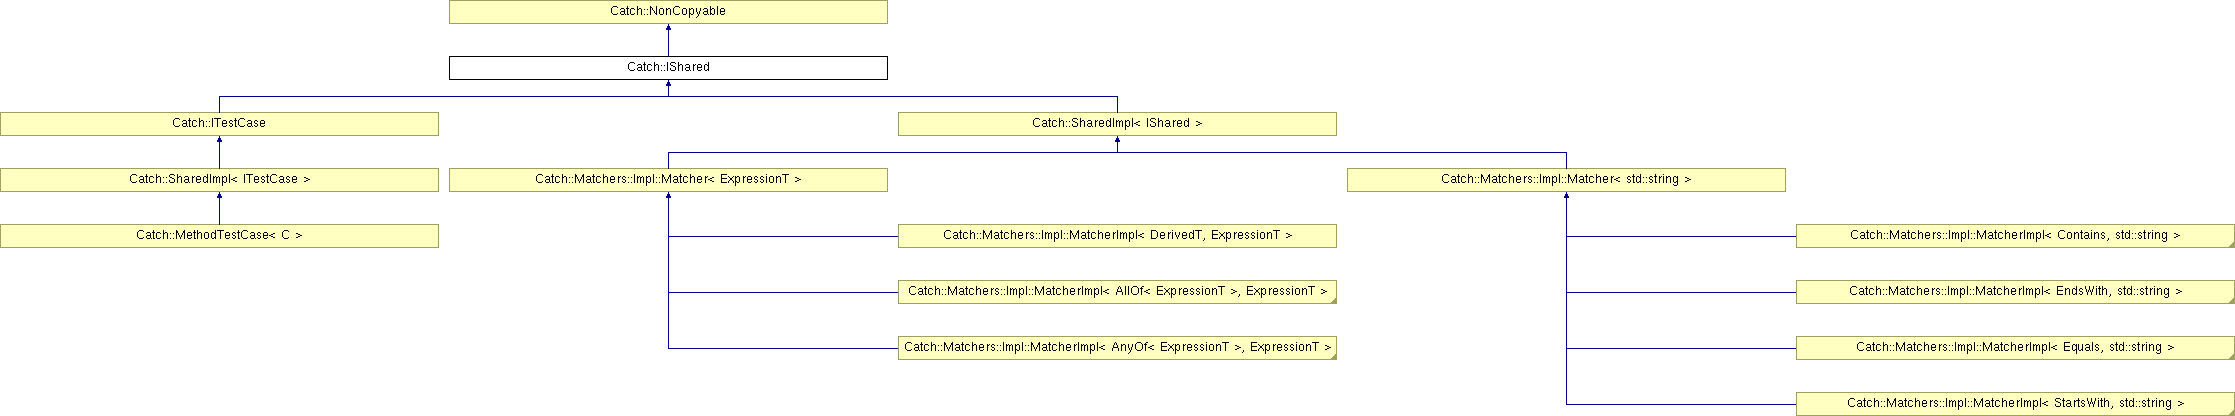 Catch::NonCopyable
Catch::IShared
Catch::ITestCase
Catch::SharedImpl< IShared >
Catch::SharedImpl< ITestCase >
Catch::Matchers::Impl::Matcher< ExpressionT >
Catch::Matchers::Impl::Matcher< std::string >
Catch::MethodTestCase< C >
Catch::Matchers::Impl::MatcherImpl< DerivedT, ExpressionT >
Catch::Matchers::Impl::MatcherImpl< Contains, std::string >
Catch::Matchers::Impl::MatcherImpl< AllOf< ExpressionT >, ExpressionT >
Catch::Matchers::Impl::MatcherImpl< EndsWith, std::string >
Catch::Matchers::Impl::MatcherImpl< AnyOf< ExpressionT >, ExpressionT >
Catch::Matchers::Impl::MatcherImpl< Equals, std::string >
Catch::Matchers::Impl::MatcherImpl< StartsWith, std::string >